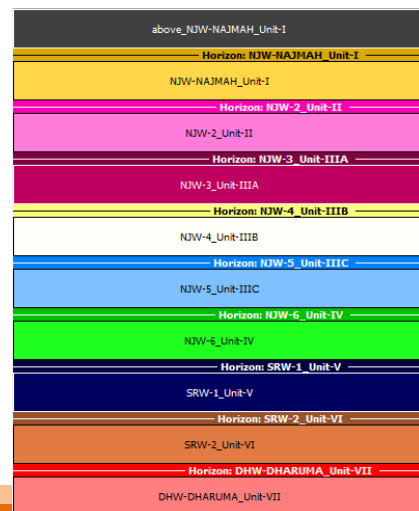 above_NJW-NAJMAH_Unit-I
Horizon: NJW-NAJMAH_Unit-I
NJW-NAJMAH_Unit-I
Horizon: NJW-2_Unit-II
NJW-2_Unit-II
Horizon: NJW-3_Unit-IIIA
NJW-3_Unit-IIIA
Horizon: NJW-4_Unit-IIIB
NJW-4_Unit-IIIB
Horizon: NJW-5_Unit-IIIC
NJW-5_Unit-IIIC
Horizon: NJW-6_Unit-IV
NJW-6_Unit-IV
Horizon: SRW-1_Unit-V
SRW-1_Unit-V
Horizon: SRW-2_Unit-VI
SRW-2_Unit-VI
Horizon: DHW-DHARUMA_Unit-VII
DHW-DHARUMA_Unit-VII